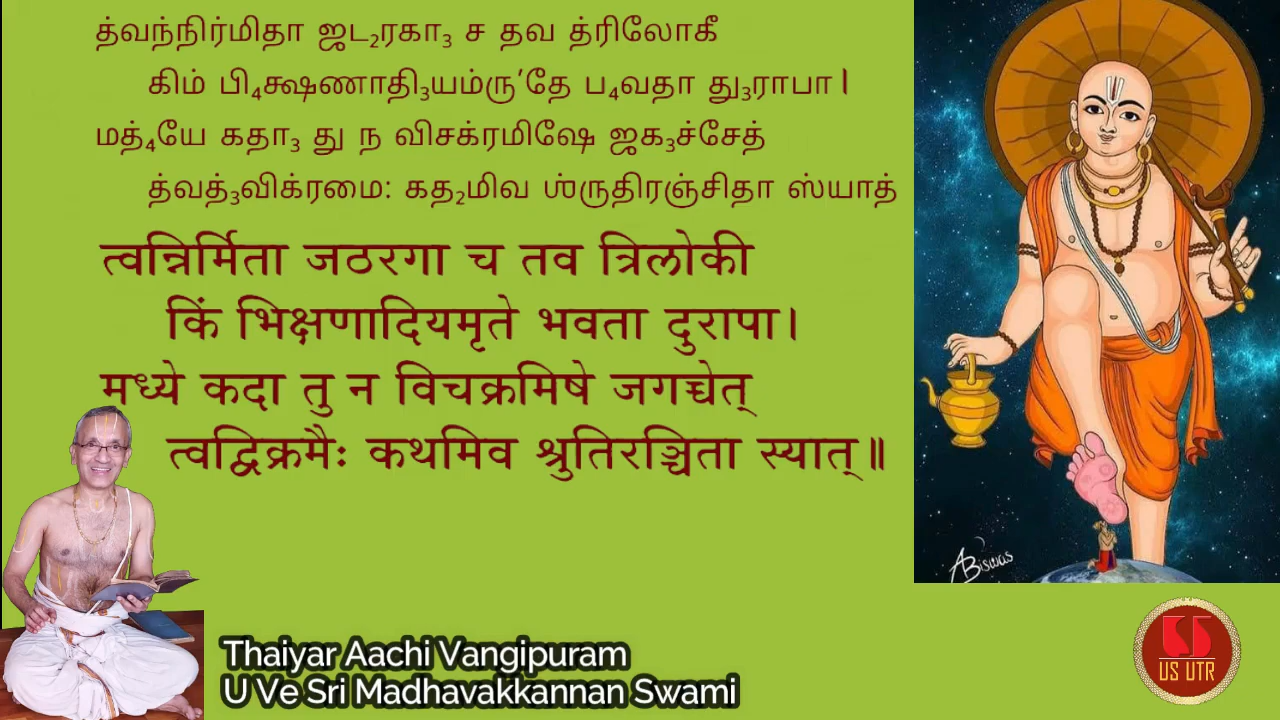 த்வந்நிர்மிதா ஜட₂ரகா₃ ச தவ த்ரிலோகீ
கிம் பி₄க்ஷணாதி₃யம்ரு’தே ப₄வதா து₃ராபா।
மத்₄யே கதா₃ து ந விசக்ரமிஷே ஜக₃ச்சேத்
த்வத்₃விக்ரமை: கத₂மிவ ஶ்ருதிரஞ்சிதா ஸ்யாத்
त्वन्निर्मिता जठरगा च तव त्रिलोकी
किं भिक्षणादियमृते भवता दुरापा।
मध्ये कदा तु न विचक्रमिषे जगच्चेत्
त्वद्विक्रमैः कथमिव श्रुतिरञ्चिता स्यात्॥
ABiswas
Thaiyar Aachi Vangipuram
U Ve Sri Madhavakkannan Swami
US UTR